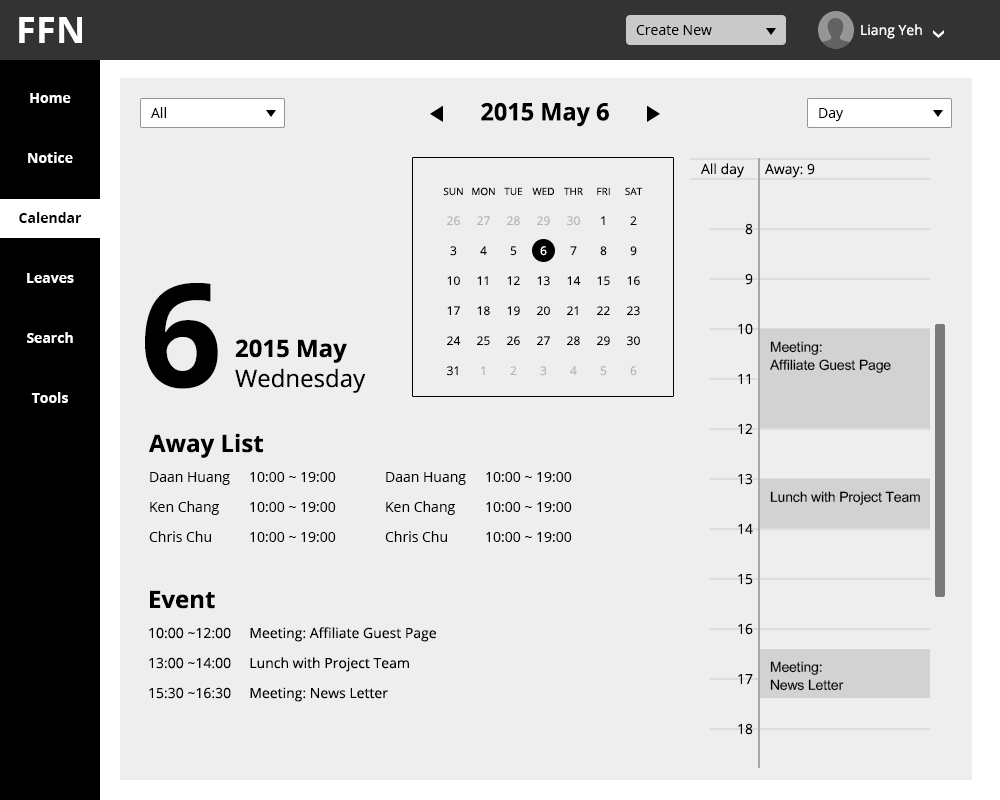 FFN
Create New
Liang Yeh
Home
Notice
Calendar
Leaves
Search
Tools
All
2015 May 6
Day
SUN MON TUE WED THR FRI SAT
26 27 28 29 30 1 2
3 4 5 6 7 8 9
10 11 12 13 14 15 16
17 18 19 20 21 22 23
24 25 26 27 28 29 30
31 1 2 3 4 5 6
6
2015 May
Wednesday
Away List
Daan Huang 10:00 ~ 19:00 Daan Huang 10:00 ~ 19:00
Ken Chang 10:00 ~ 19:00 Ken Chang 10:00 ~ 19:00
Chris Chu 10:00 ~ 19:00 Chris Chu 10:00 ~ 19:00
Event
10:00 ~12:00 Meeting: Affiliate Guest Page
13:00 ~14:00 Lunch with Project Team
15:30 ~16:30 Meeting: News Letter
All day Away: 9
8
9
10
Meeting:
Affiliate Guest Page
11
12
13
Lunch with Project Team
14
15
16
Meeting:
17
News Letter
18